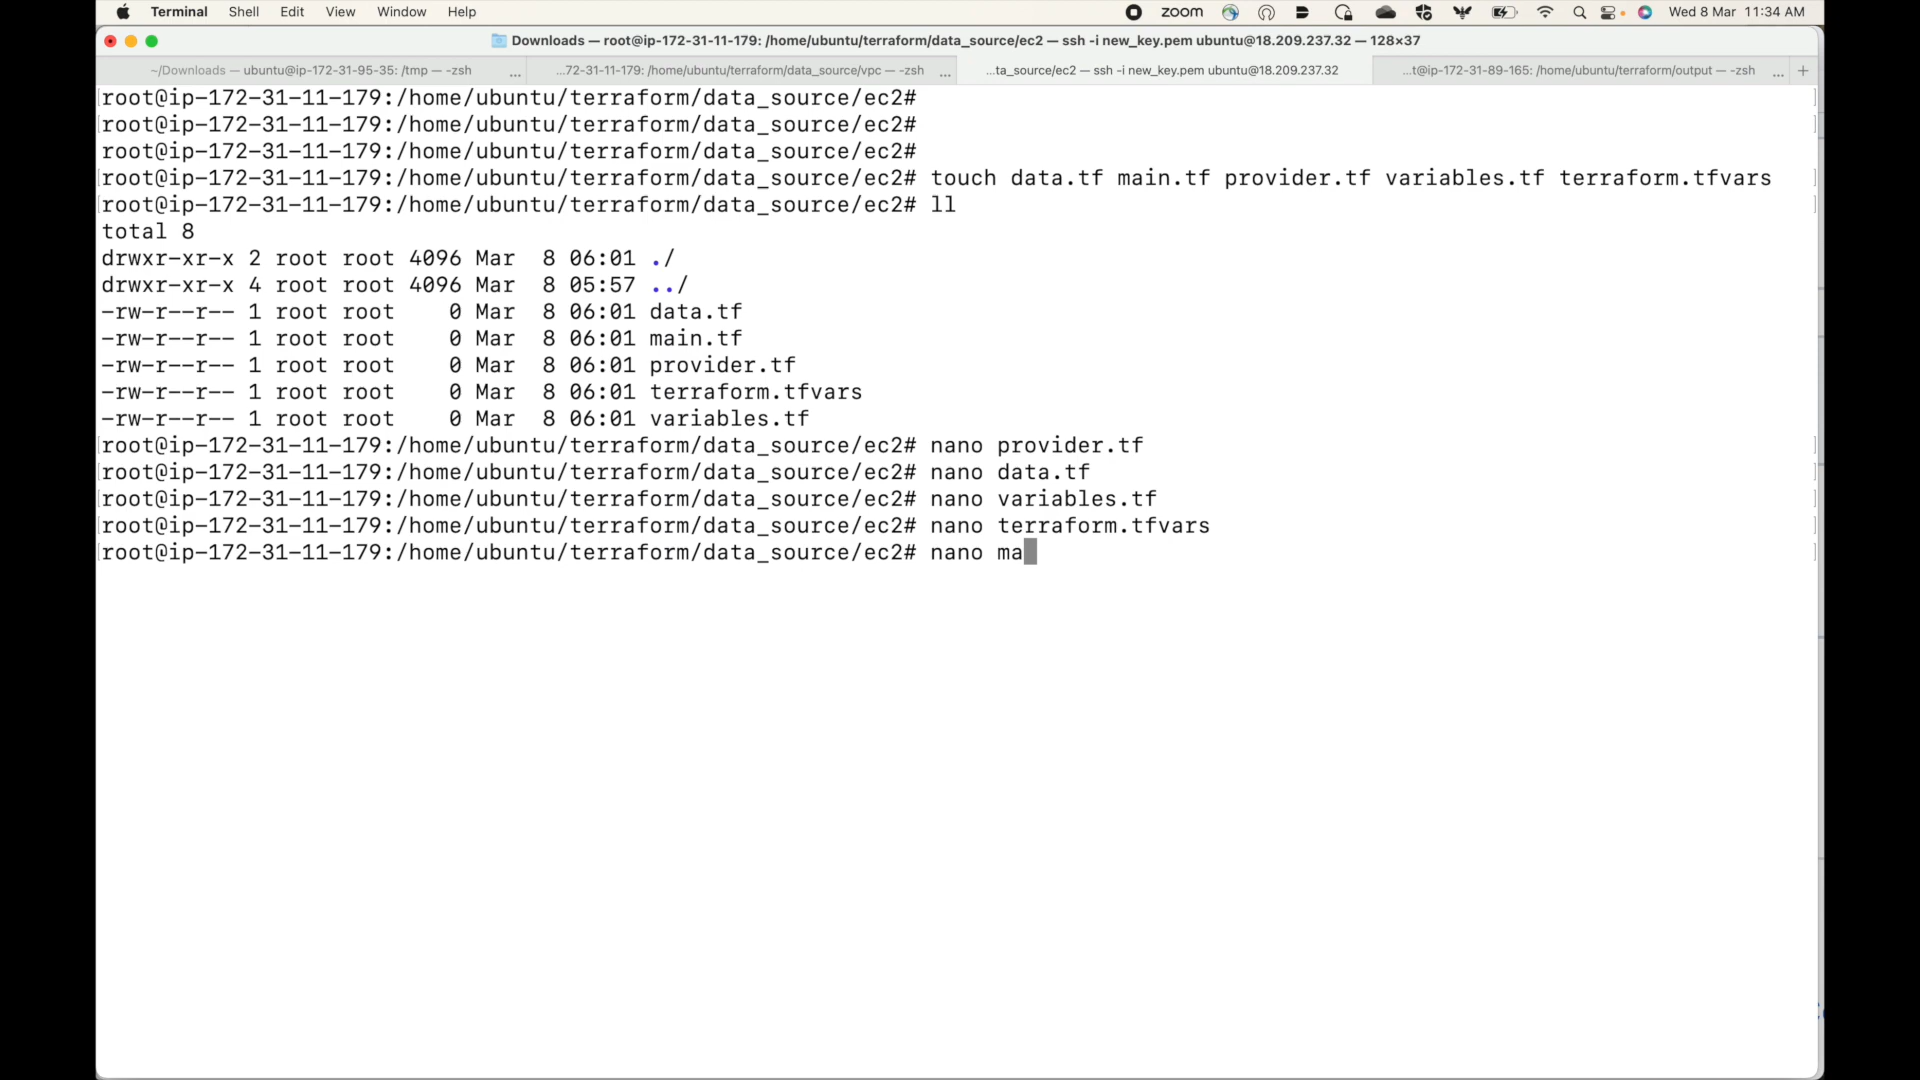 Terminal Shell Edit View Window Help zoom Wed 8 Mar 11:34 AM
Downloads — root@ip-172-31-11-179: /home/ubuntu/terraform/data_source/ec2 — ssh -i new_key.pem ubuntu@18.209.237.32 — 128×37
~/Downloads — ubuntu@ip-172-31-95-35: /tmp — -zsh ... ...72-31-11-179: /home/ubuntu/terraform/data_source/vpc — -zsh ... ...ta_source/ec2 — ssh -i new_key.pem ubuntu@18.209.237.32 ...t@ip-172-31-89-165: /home/ubuntu/terraform/output — -zsh ... +
root@ip-172-31-11-179:/home/ubuntu/terraform/data_source/ec2#
root@ip-172-31-11-179:/home/ubuntu/terraform/data_source/ec2#
root@ip-172-31-11-179:/home/ubuntu/terraform/data_source/ec2#
root@ip-172-31-11-179:/home/ubuntu/terraform/data_source/ec2# touch data.tf main.tf provider.tf variables.tf terraform.tfvars
root@ip-172-31-11-179:/home/ubuntu/terraform/data_source/ec2# ll
total 8
drwxr-xr-x 2 root root 4096 Mar  8 06:01 ./
drwxr-xr-x 4 root root 4096 Mar  8 05:57 ../
-rw-r--r-- 1 root root    0 Mar  8 06:01 data.tf
-rw-r--r-- 1 root root    0 Mar  8 06:01 main.tf
-rw-r--r-- 1 root root    0 Mar  8 06:01 provider.tf
-rw-r--r-- 1 root root    0 Mar  8 06:01 terraform.tfvars
-rw-r--r-- 1 root root    0 Mar  8 06:01 variables.tf
root@ip-172-31-11-179:/home/ubuntu/terraform/data_source/ec2# nano provider.tf
root@ip-172-31-11-179:/home/ubuntu/terraform/data_source/ec2# nano data.tf
root@ip-172-31-11-179:/home/ubuntu/terraform/data_source/ec2# nano variables.tf
root@ip-172-31-11-179:/home/ubuntu/terraform/data_source/ec2# nano terraform.tfvars
root@ip-172-31-11-179:/home/ubuntu/terraform/data_source/ec2# nano ma